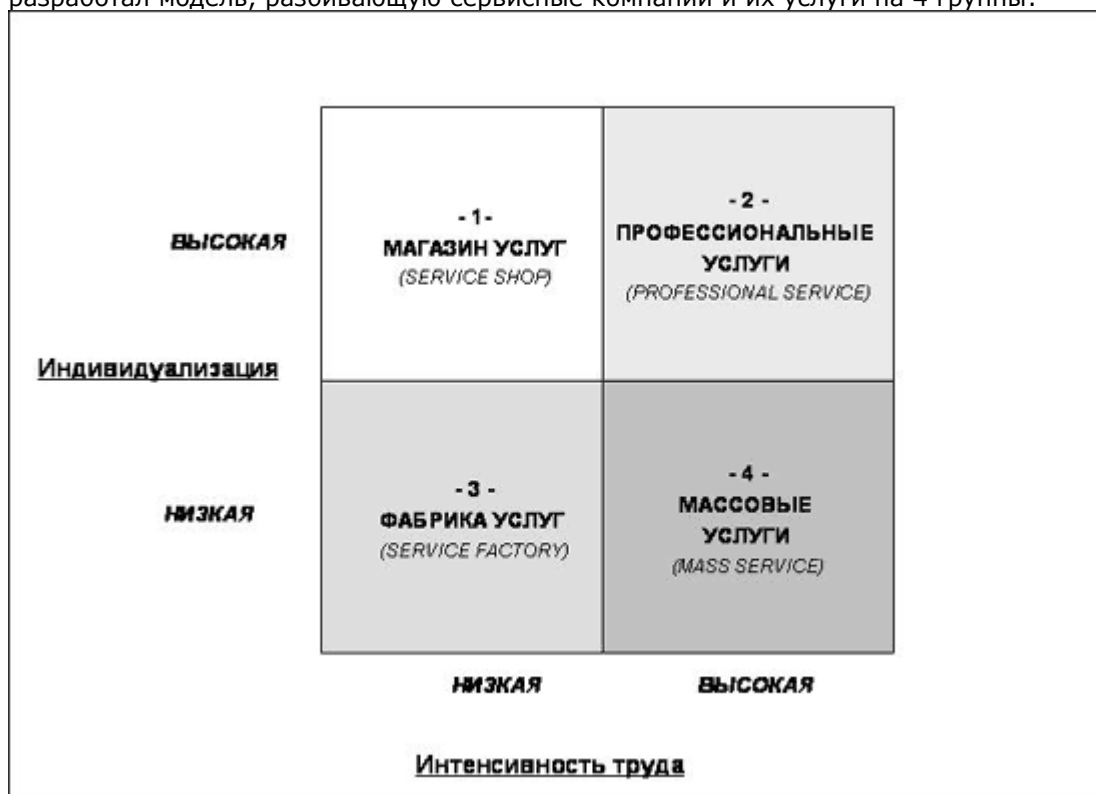 разработал модель, разбивающую сервисные компании и их услуги на 4 группы:
- 1 -
МАГАЗИН УСЛУГ
(SERVICE SHOP)
- 2 -
ПРОФЕССИОНАЛЬНЫЕ
УСЛУГИ
(PROFESSIONAL SERVICE)
ВЫСОКАЯ
Индивидуализация
- 3 -
ФАБРИКА УСЛУГ
(SERVICE FACTORY)
- 4 -
МАССОВЫЕ
УСЛУГИ
(MASS SERVICE)
НИЗКАЯ
НИЗКАЯ
ВЫСОКАЯ
Интенсивность труда